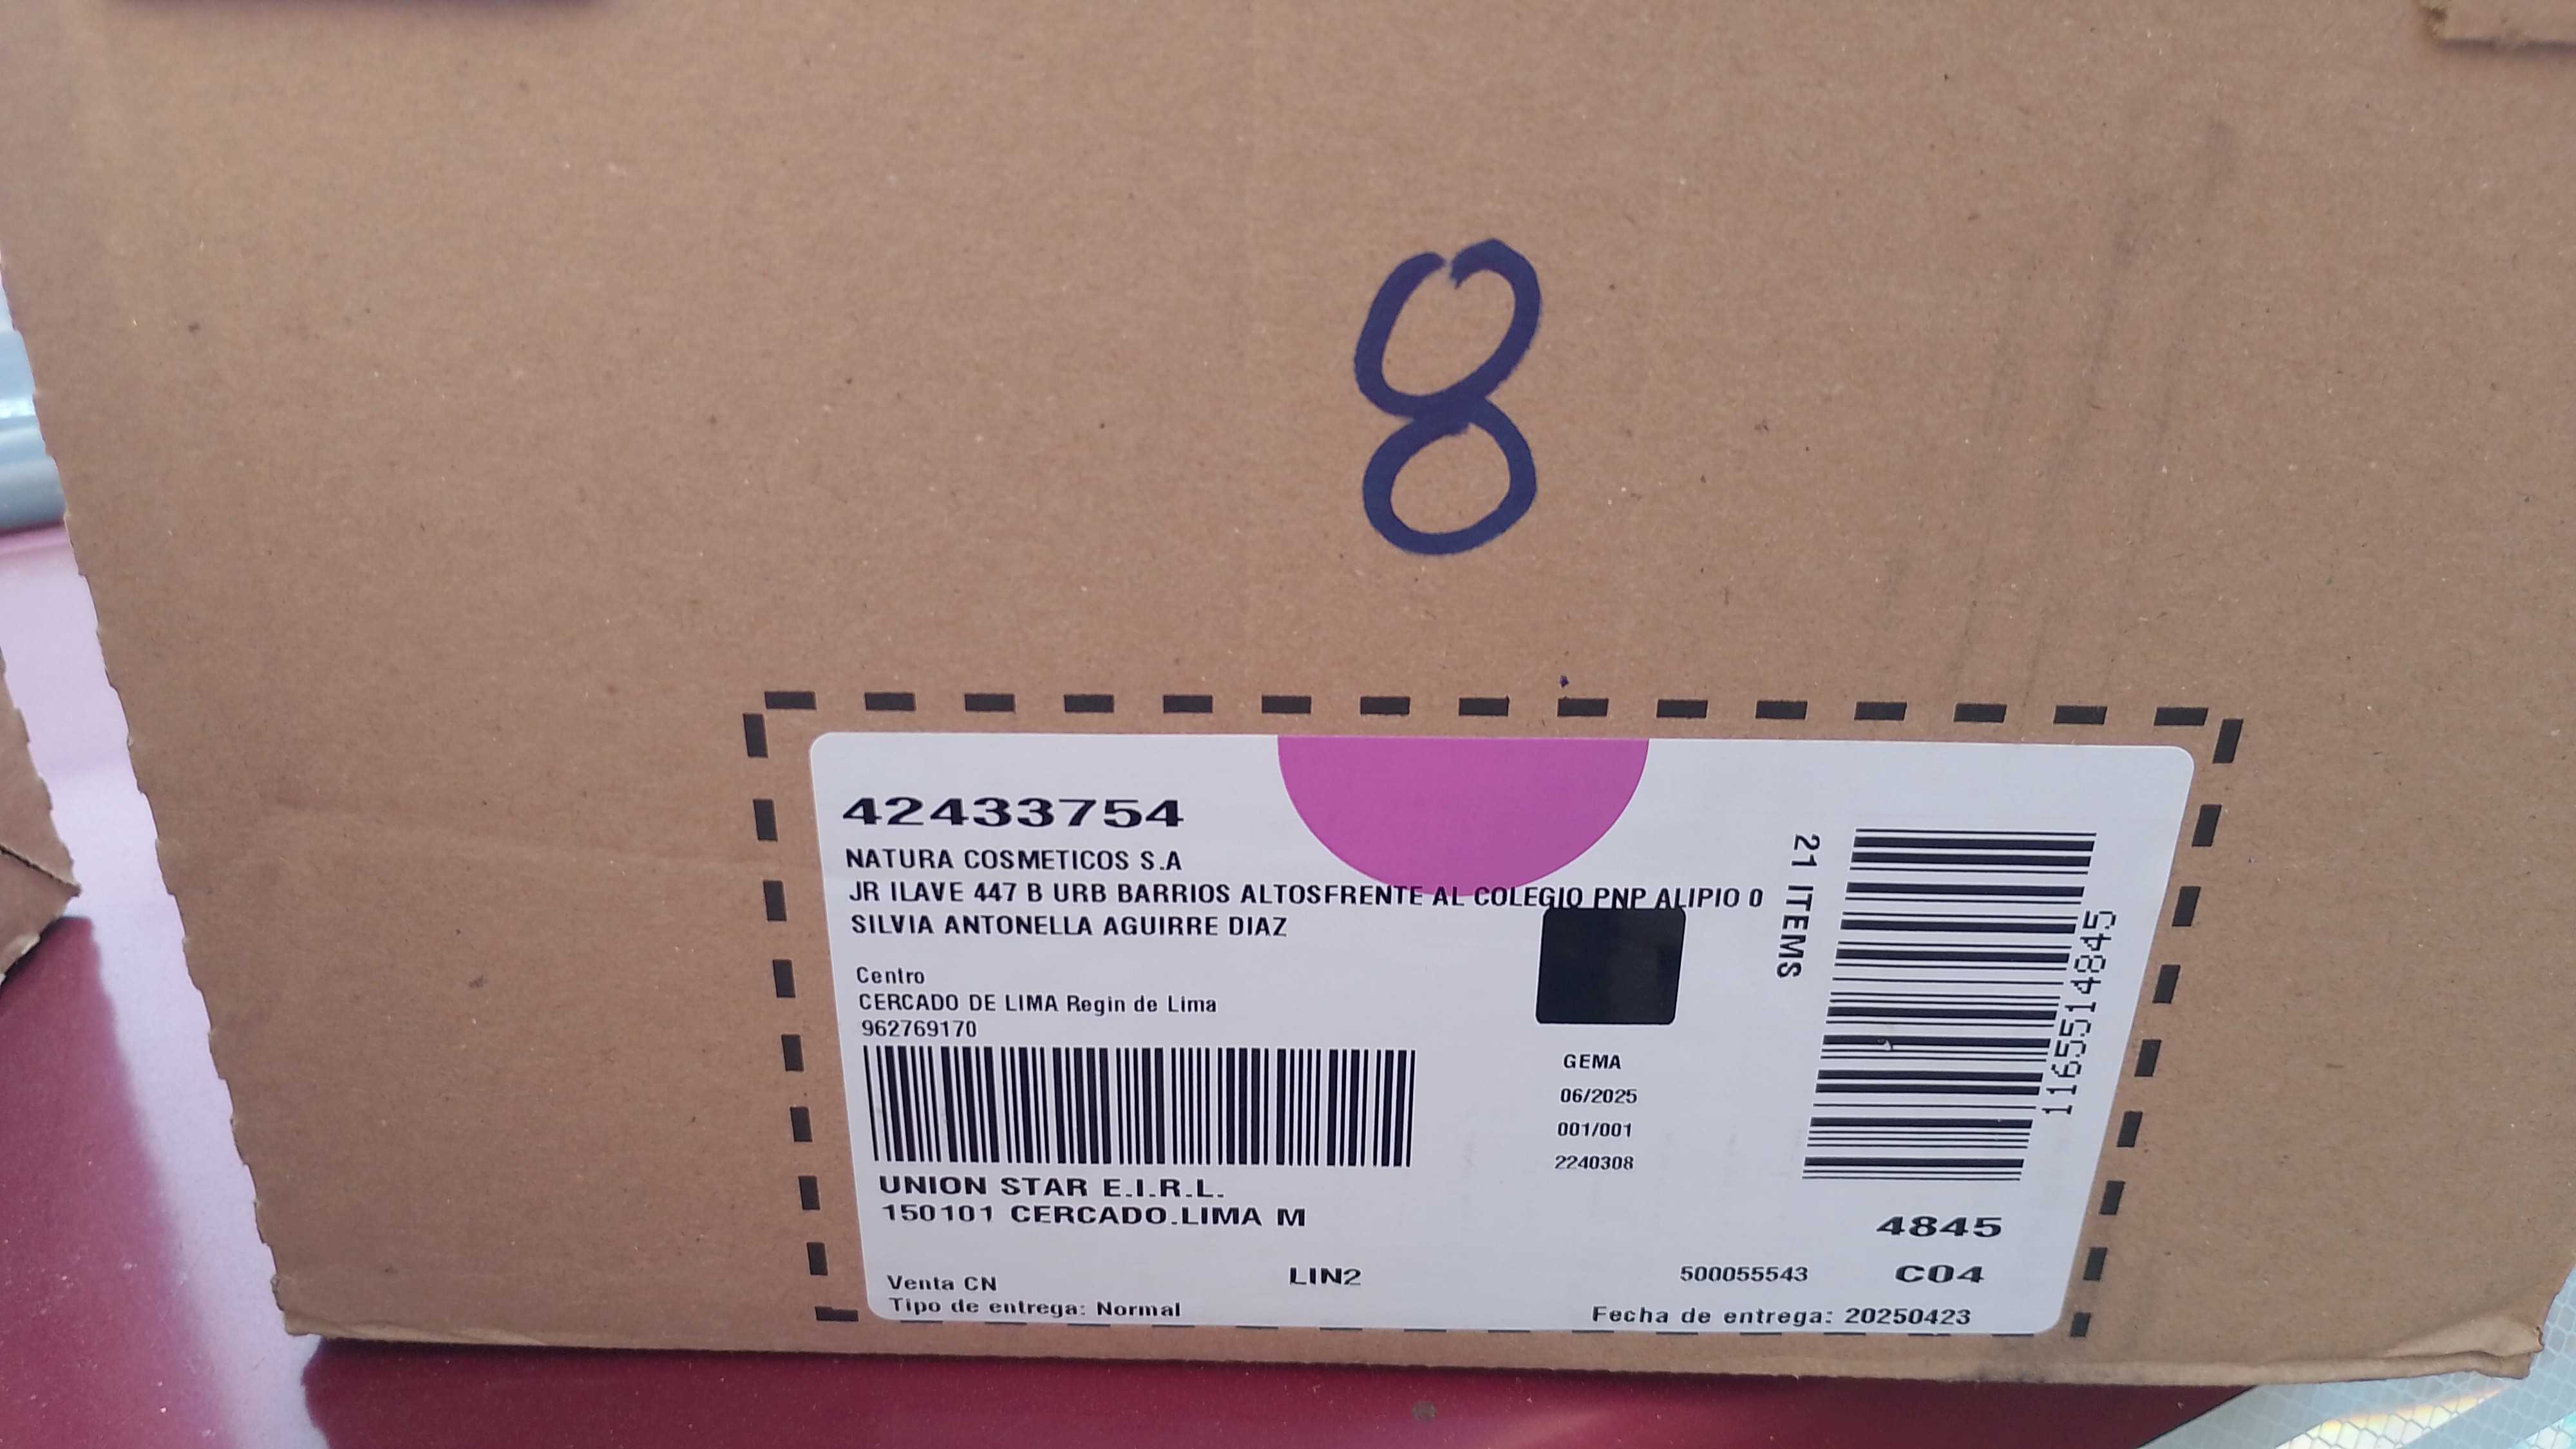 8
42433754
NATURA COSMETICOS S.A
JR ILAVE 447 B URB BARRIOS ALTOSFRENTE AL COLEGIO PNP ALIPIO 0
SILVIA ANTONELLA AGUIRRE DIAZ
Centro
CERCADO DE LIMA Regin de Lima
962769170
UNION STAR E.I.R.L.
150101 CERCADO.LIMA M
Venta CN
Tipo de entrega: Normal
LIN2
GEMA
06/2025
001/001
2240308
21 ITEMS
11655514845
4845
500055543
C04
Fecha de entrega: 20250423